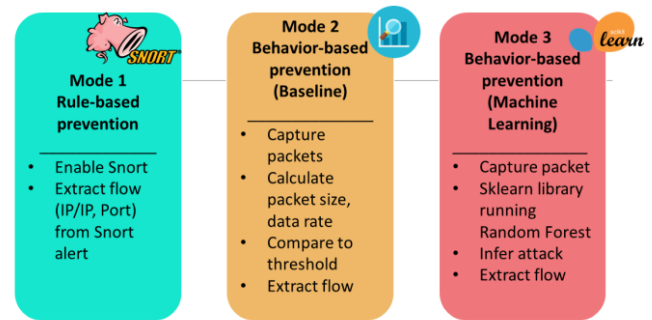 SNORT
Mode 1
Rule-based
prevention
• Enable Snort
• Extract flow
(IP/IP, Port)
from Snort
alert
Mode 2
Behavior-based
prevention
(Baseline)
• Capture
packets
• Calculate
packet size,
data rate
• Compare to
threshold
• Extract flow
learn
Mode 3
Behavior-based
prevention
(Machine
Learning)
• Capture packet
• Sklearn library
running
Random Forest
• Infer attack
• Extract flow